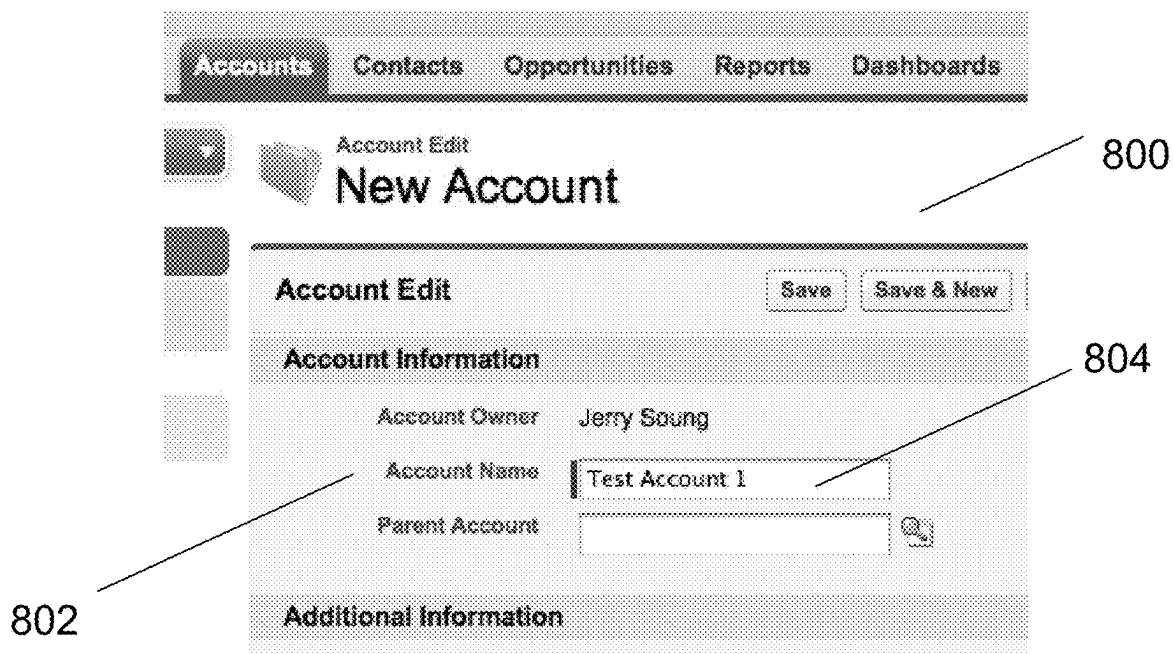 Accounts Contacts Opportunities Reports Dashboards
Account Edit
New Account
800
Account Edit Save Save & New
Account Information
804
Account Owner Jerry Soung
Account Name Test Account 1
Parent Account
802
Additional Information